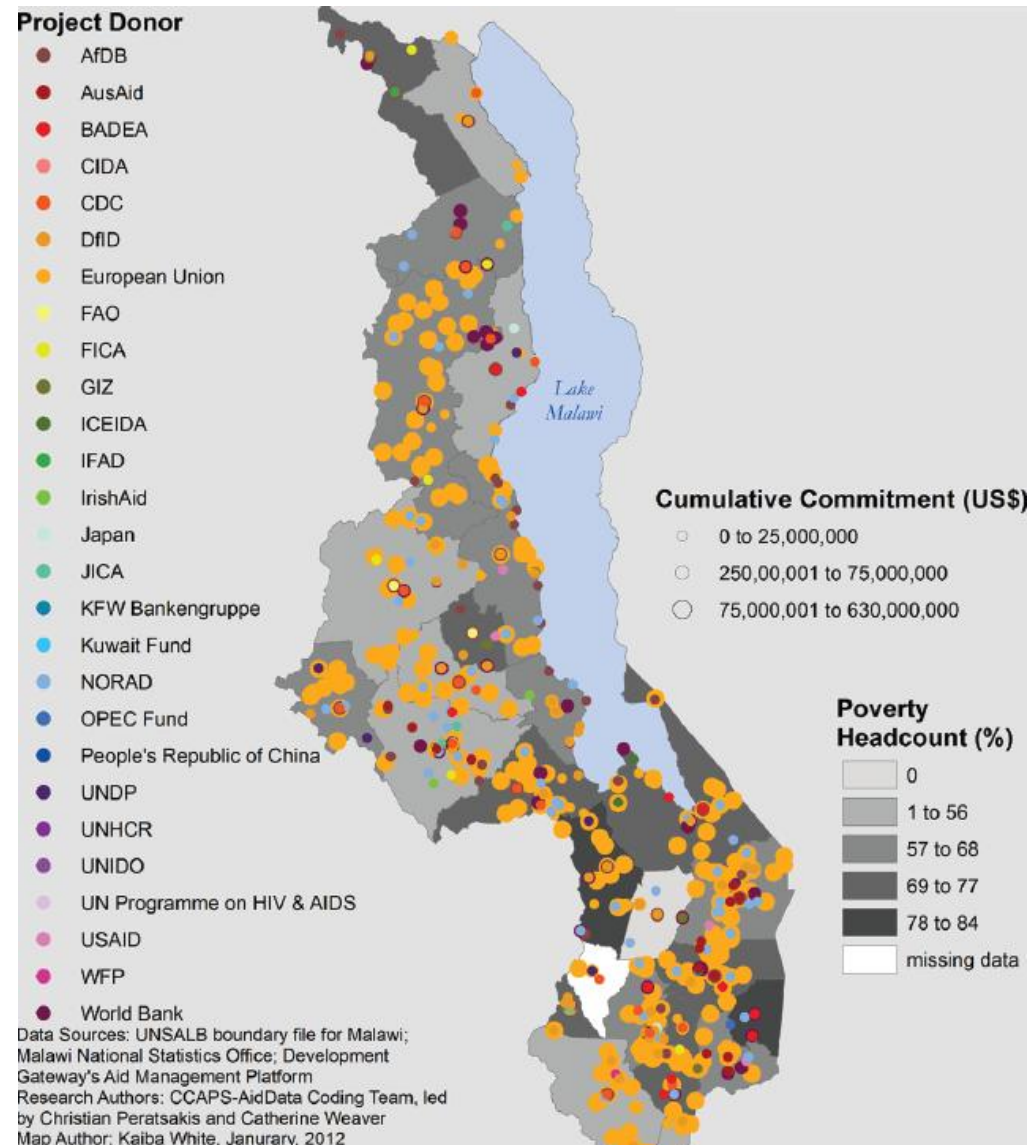 Project Donor
AfDB
AusAid
BADEA
CIDA
CDC
DfID
European Union
FAO
FICA
GIZ
ICEIDA
IFAD
IrishAid
Japan
JICA
KFW Bankengruppe
Kuwait Fund
NORAD
OPEC Fund
People's Republic of China
UNDP
UNHCR
UNIDO
UN Programme on HIV & AIDS
USAID
WFP
World Bank
Data Sources: UNSALB boundary file for Malawi;
Malawi National Statistics Office; Development
Gateway's Aid Management Platform
Research Authors: CCAPS-AidData Coding Team, led
by Christian Peratsakis and Catherine Weaver
Map Author: Kaiba White, Janurary, 2012
Lake
Malawi
Cumulative Commitment (US$)
0 to 25,000,000
250,00,001 to 75,000,000
75,000,001 to 630,000,000
Poverty
Headcount (%)
0
1 to 56
57 to 68
69 to 77
78 to 84
missing data